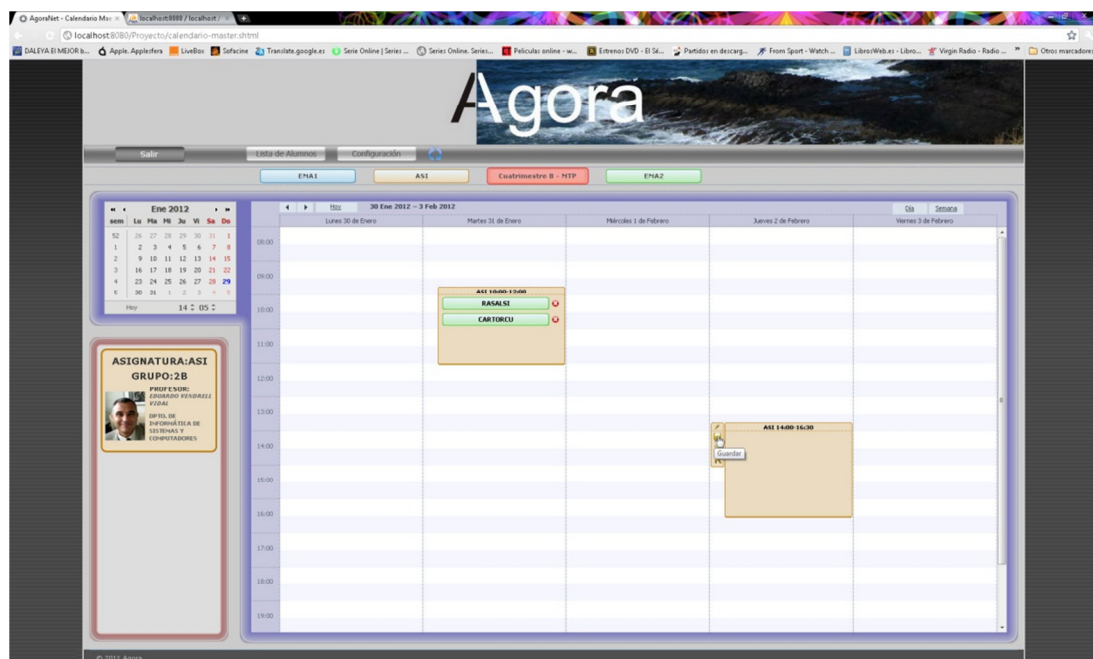 AgoraNet - Calendario Mae
localhost:8080 / localhost /
localhost:8080/Proyecto/calendario-master.shtml
DALEYA El MEJOR b...
Apple. Applesfera
LiveBox
Sofacine
Translate.google.es
Serie Online | Series ...
Series Online. Series...
Peliculas online - w...
Estrenos DVD - El Sé...
Partidos en descarg...
From Sport - Watch ...
LibrosWeb.es - Libro...
Virgin Radio - Radio ...
Otros marcadores
Agora
Salir
Lista de Alumnos
Configuración
EMA1
ASI
Cuatrimestre B - MTP
EMA2
Ene 2012
sem Lu Ma Mi Ju Vi Sa Do
52 26 27 28 29 30 31 1
1 2 3 4 5 6 7 8
2 9 10 11 12 13 14 15
3 16 17 18 19 20 21 22
4 23 24 25 26 27 28 29
30 31 1 2 3 4 5
Hoy 14 : 05
Hoy
30 Ene 2012 – 3 Feb 2012
Día
Semana
Lunes 30 de Enero
Martes 31 de Enero
Miércoles 1 de Febrero
Jueves 2 de Febrero
Viernes 3 de Febrero
08:00
09:00
ASI 10:00-12:00
RASALSI
10:00
CARTORCU
11:00
12:00
13:00
ASI 14:00-16:30
14:00
Guardar
15:00
16:00
17:00
18:00
19:00
ASIGNATURA:ASI
GRUPO:2B
PROFESOR:
EDUARDO VENDRELL
VIDAL
DPTO. DE
INFORMÁTICA DE
SISTEMAS Y
COMPUTADORES
© 2011 Agora